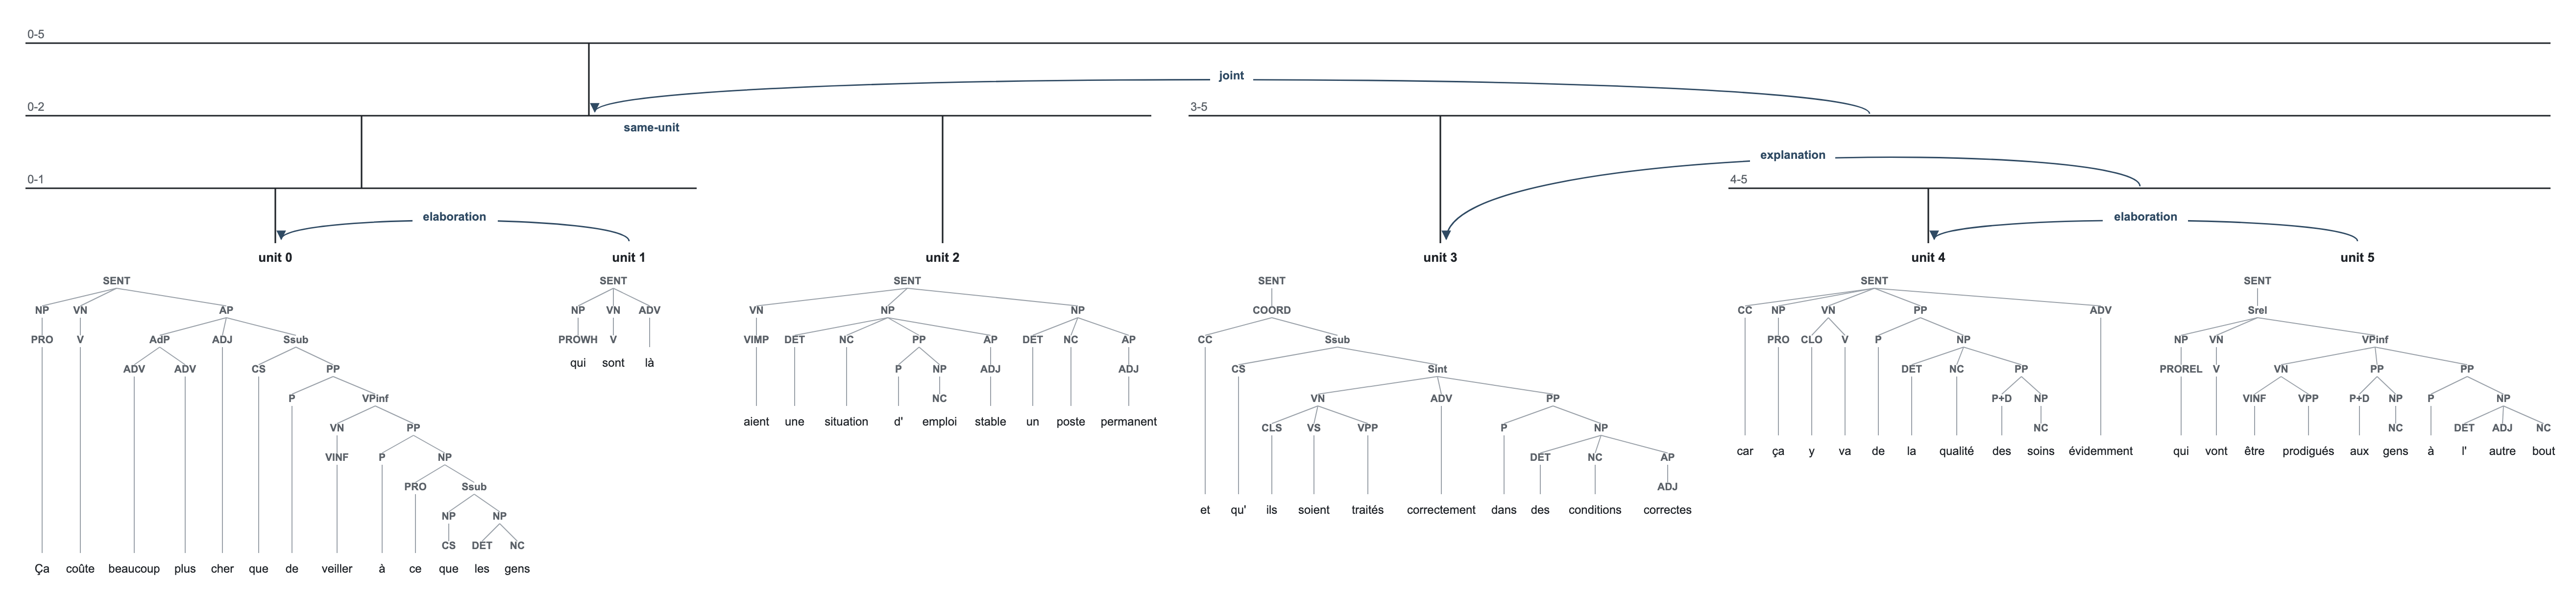 0-5
joint
0-2 3-5
same-unit
explanation
0-1 4-5
elaboration elaboration
unit 0 unit 1 unit 2 unit 3 unit 4 unit 5
SENT SENT SENT SENT SENT SENT
NP VN AP NP VN ADV VN NP NP COORD CC NP VN PP ADV Srel
PRO V AdP ADJ Ssub PROWH V VIMP DET NC PP AP DET NC AP CC Ssub PRO CLO V P NP NP VN VPinf
qui sont là
ADV ADV CS PP P NP ADJ ADJ CS Sint DET NC PP PROREL V VN PP PP
P VPinf NC VN ADV PP P+D NP VINF VPP P+D NP P NP
aient une situation d' emploi stable un poste permanent
VN PP CLS VS VPP P NP NC NC DET ADJ NC
car ça y va de la qualité des soins évidemment qui vont être prodigués aux gens à l' autre bout
VINF P NP DET NC AP
PRO Ssub ADJ
et qu' ils soient traités correctement dans des conditions correctes
NP NP
CS DET NC
Ça coûte beaucoup plus cher que de veiller à ce que les gens